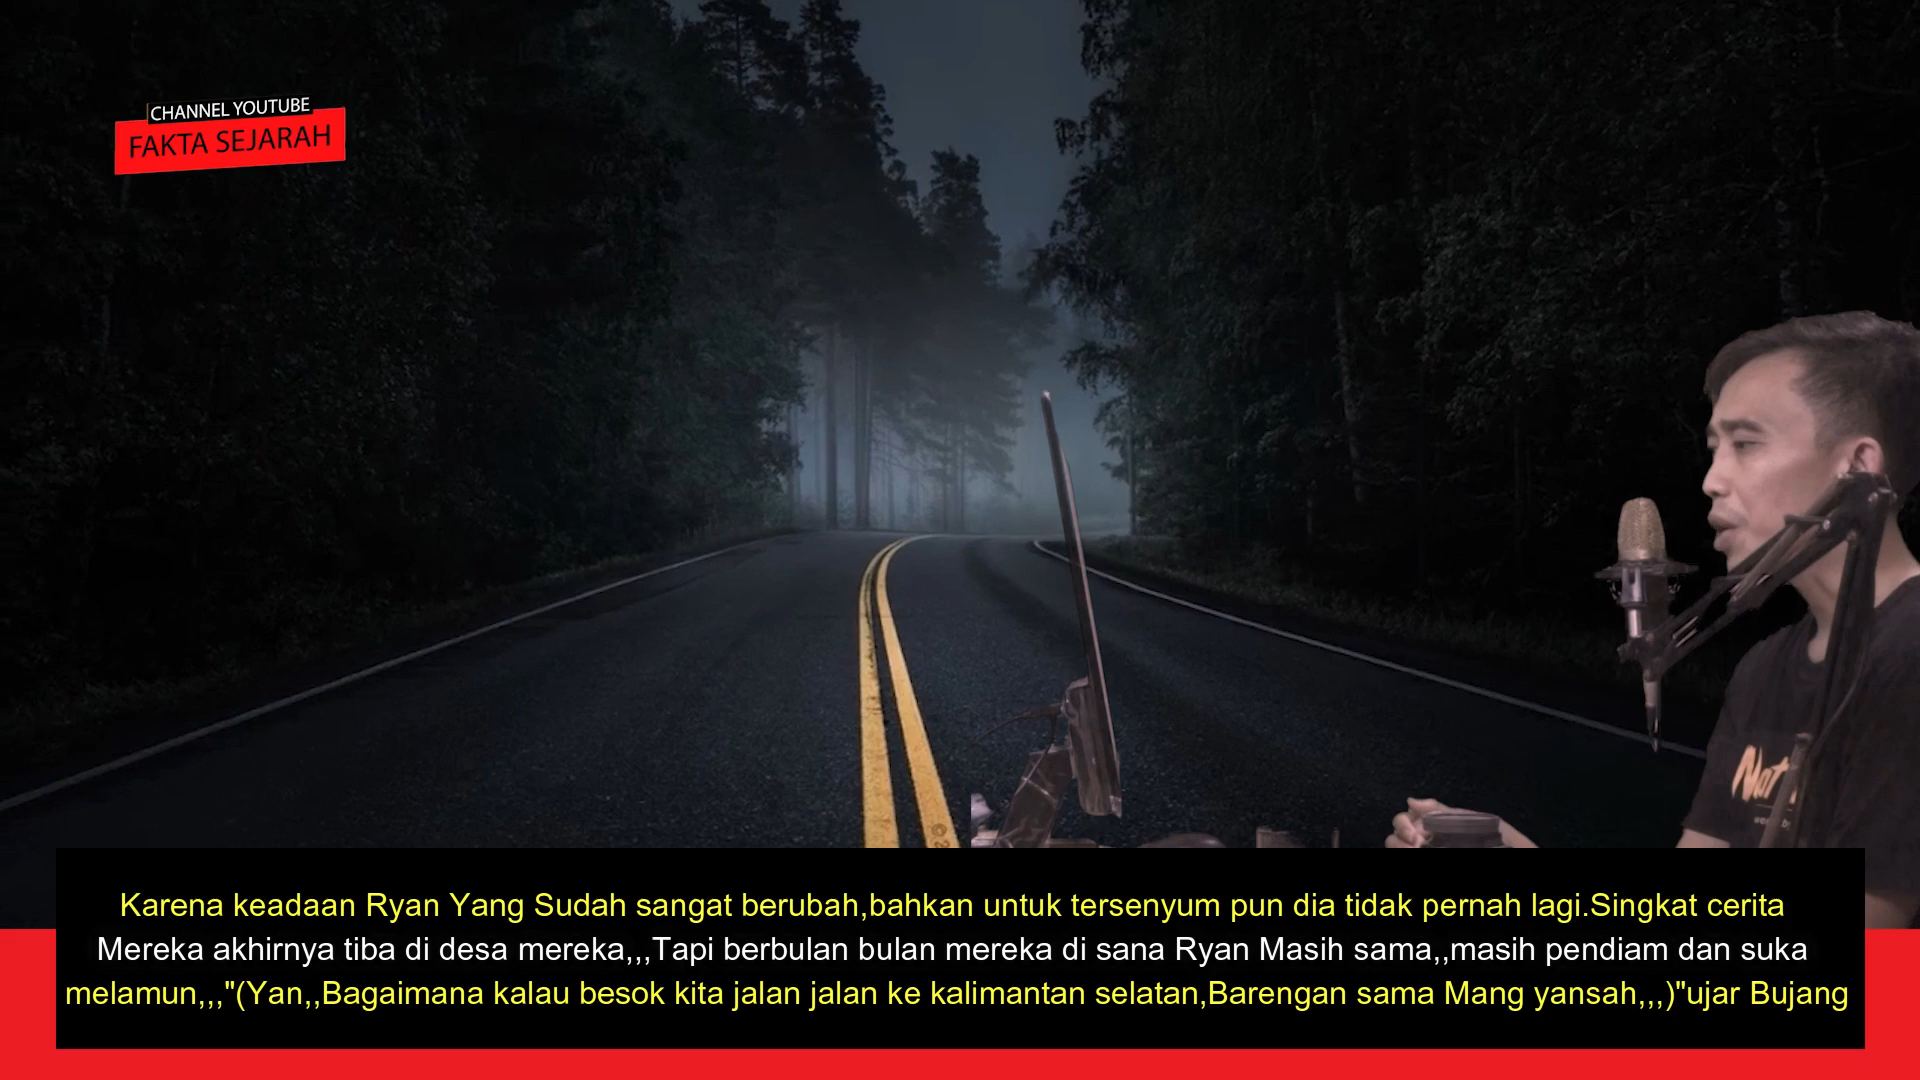 CHANNEL YOUTUBE
FAKTA SEJARAH
Karena keadaan Ryan Yang Sudah sangat berubah,bahkan untuk tersenyum pun dia tidak pernah lagi.Singkat cerita
Mereka akhirnya tiba di desa mereka,,,Tapi berbulan bulan mereka di sana Ryan Masih sama,,masih pendiam dan suka
melamun,,,"(Yan,,Bagaimana kalau besok kita jalan jalan ke kalimantan selatan,Barengan sama Mang yansah,,,)"ujar Bujang